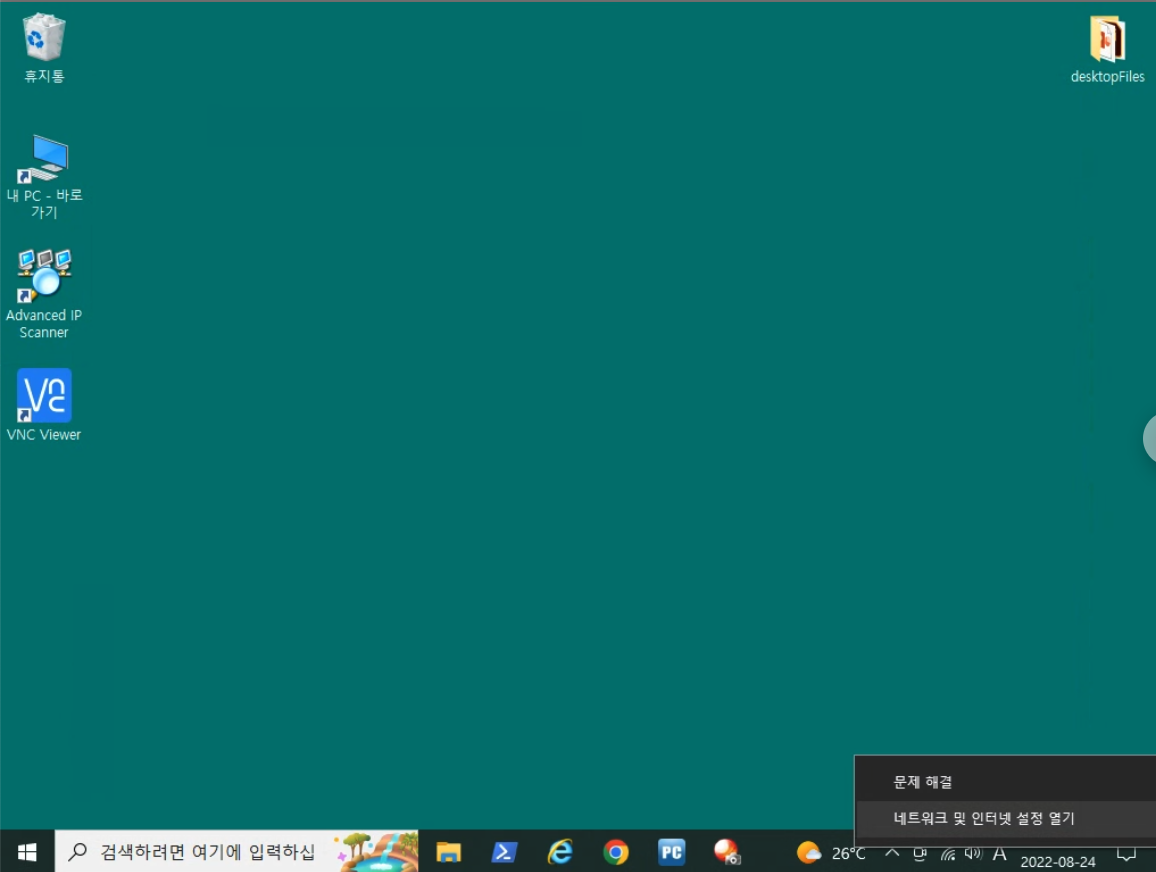 휴지통
desktopFiles
내 PC - 바로
가기
Advanced IP
Scanner
VNC Viewer
문제 해결
네트워크 및 인터넷 설정 열기
검색하려면 여기에 입력하십
PC
26°C
A
2022-08-24